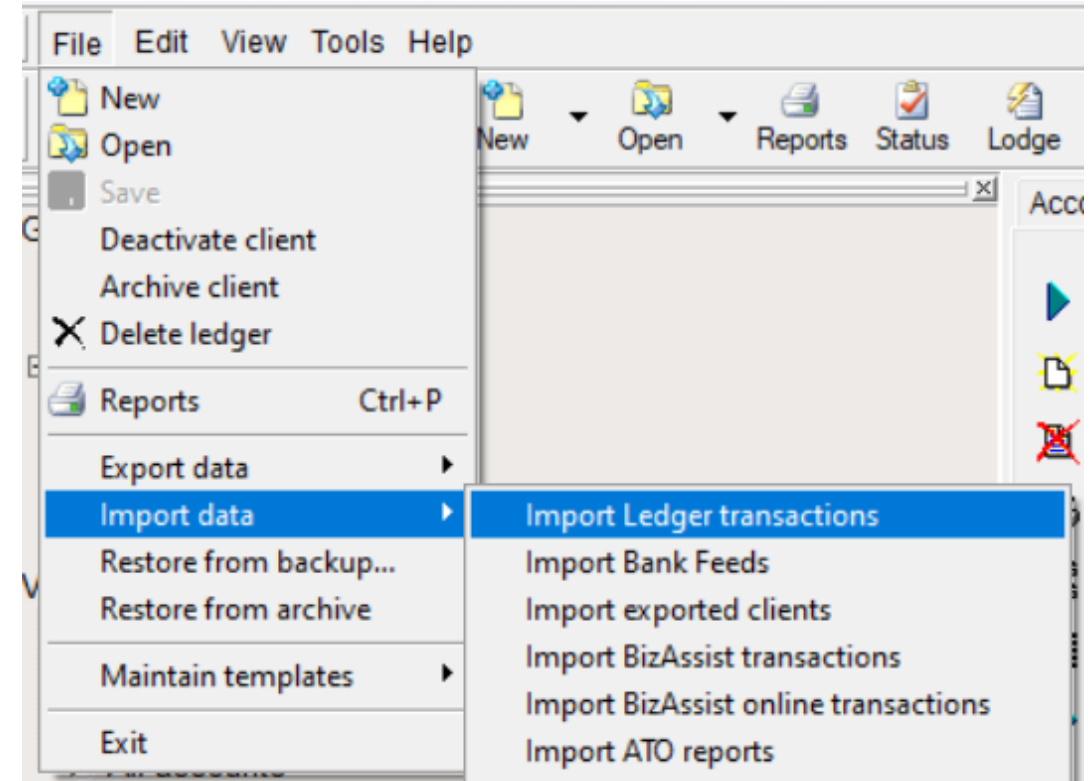 File Edit View Tools Help
New
Open
Save
Deactivate client
Archive client
Delete ledger
Reports Ctrl+P
Export data
Import data
Restore from backup...
Restore from archive
Maintain templates
Exit
New Open Reports Status Lodge
Import Ledger transactions
Import Bank Feeds
Import exported clients
Import BizAssist transactions
Import BizAssist online transactions
Import ATO reports